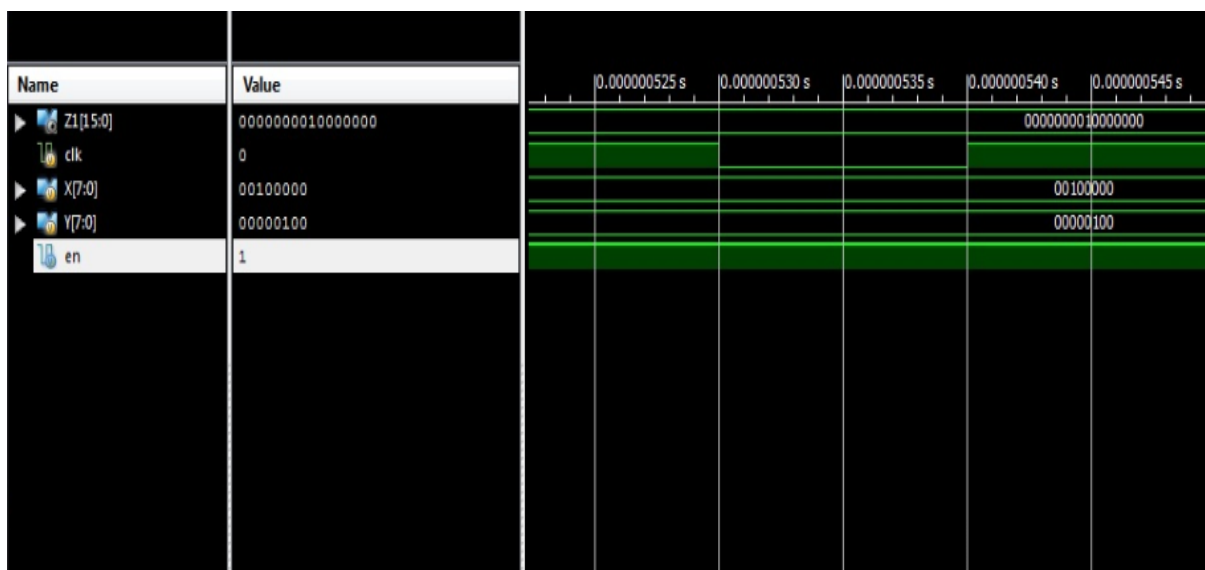 Name Value |0.000000525 s |0.000000530 s |0.000000535 s |0.000000540 s |0.000000545 s
Z1[15:0] 0000000010000000 0000000010000000
clk 0
X[7:0] 00100000 00100000
Y[7:0] 00000100 00000100
en 1